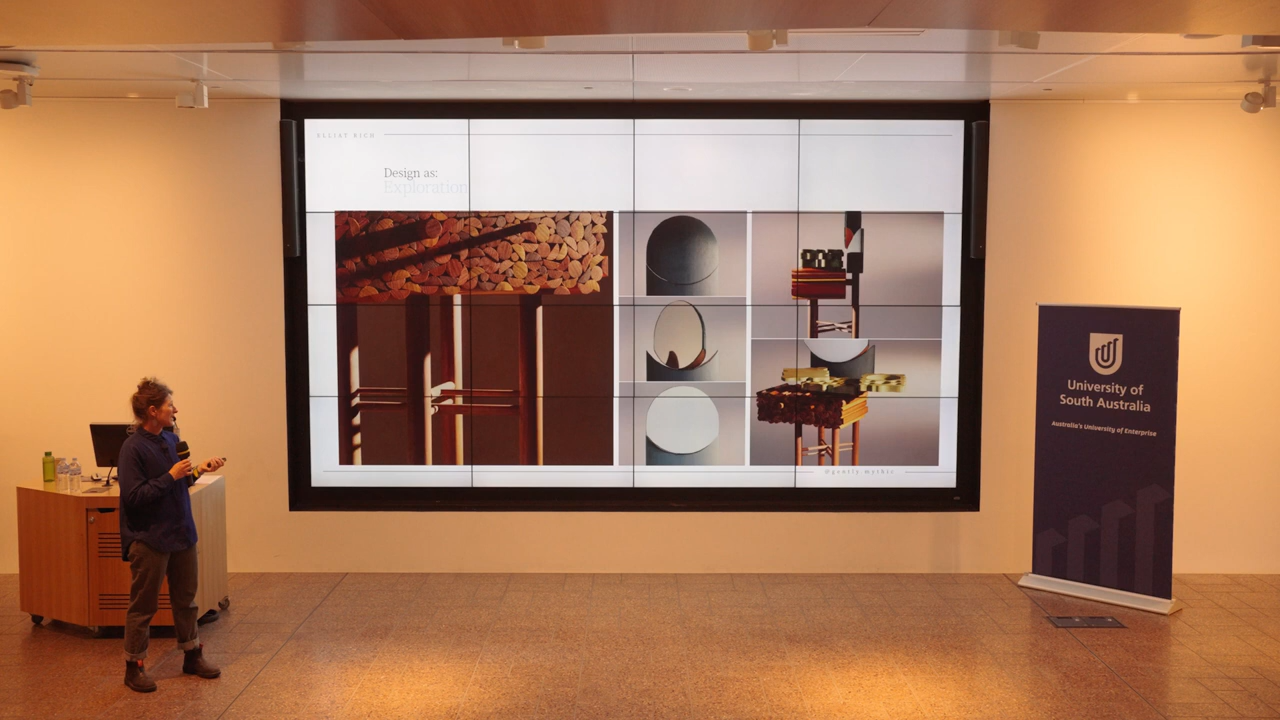 ELLIAT RICH
Design as:
Exploration
@gently.mythic
University of
South Australia
Australia's University of Enterprise